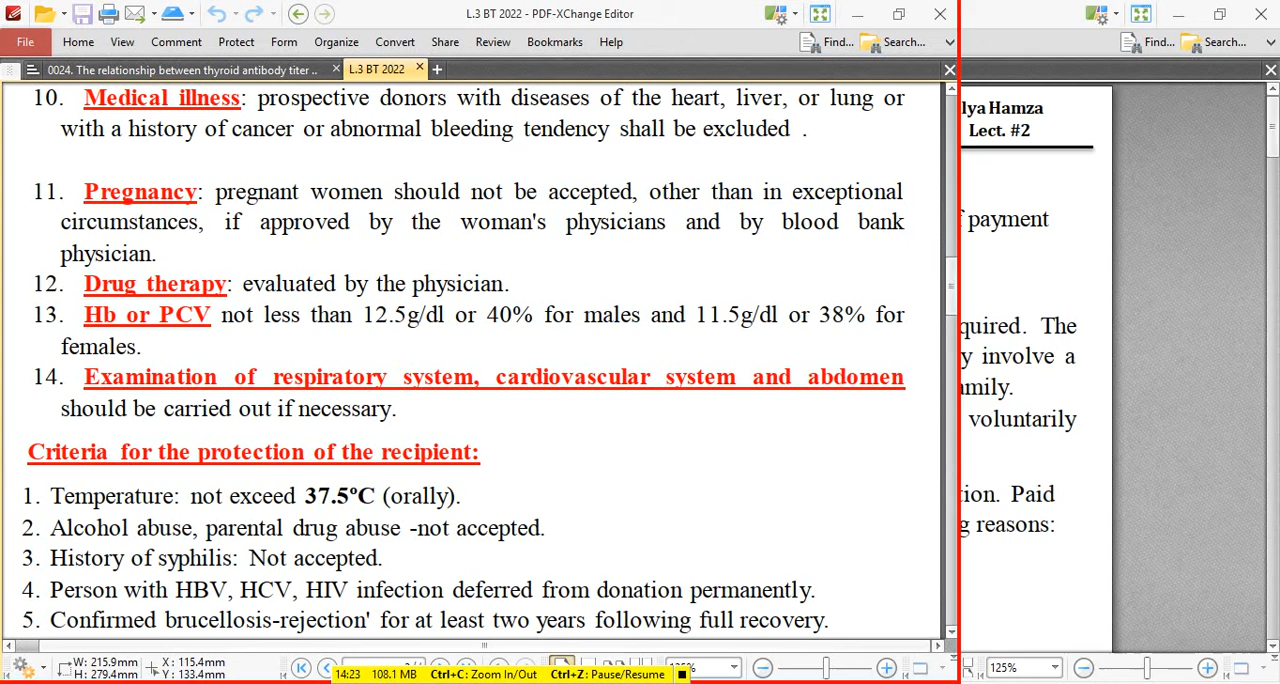 L.3 BT 2022 - PDF-XChange Editor
File Home View Comment Protect Form Organize Convert Share Review Bookmarks Help Find... Search... Find... Search...
0024. The relationship between thyroid antibody titer .. L.3 BT 2022
10. Medical illness: prospective donors with diseases of the heart, liver, or lung or
with a history of cancer or abnormal bleeding tendency shall be excluded .
11. Pregnancy: pregnant women should not be accepted, other than in exceptional
circumstances, if approved by the woman's physicians and by blood bank
physician.
12. Drug therapy: evaluated by the physician.
13. Hb or PCV not less than 12.5g/dl or 40% for males and 11.5g/dl or 38% for
females.
14. Examination of respiratory system, cardiovascular system and abdomen
should be carried out if necessary.
Criteria for the protection of the recipient:
1. Temperature: not exceed 37.5ºC (orally).
2. Alcohol abuse, parental drug abuse -not accepted.
3. History of syphilis: Not accepted.
4. Person with HBV, HCV, HIV infection deferred from donation permanently.
5. Confirmed brucellosis-rejection' for at least two years following full recovery.
lya Hamza
Lect. #2
payment
quired. The
y involve a
amily.
voluntarily
tion. Paid
g reasons:
W: 215.9mm X: 115.4mm
H: 279.4mm Y: 133.4mm
14:23 108.1 MB Ctrl+C: Zoom In/Out Ctrl+Z: Pause/Resume
125%